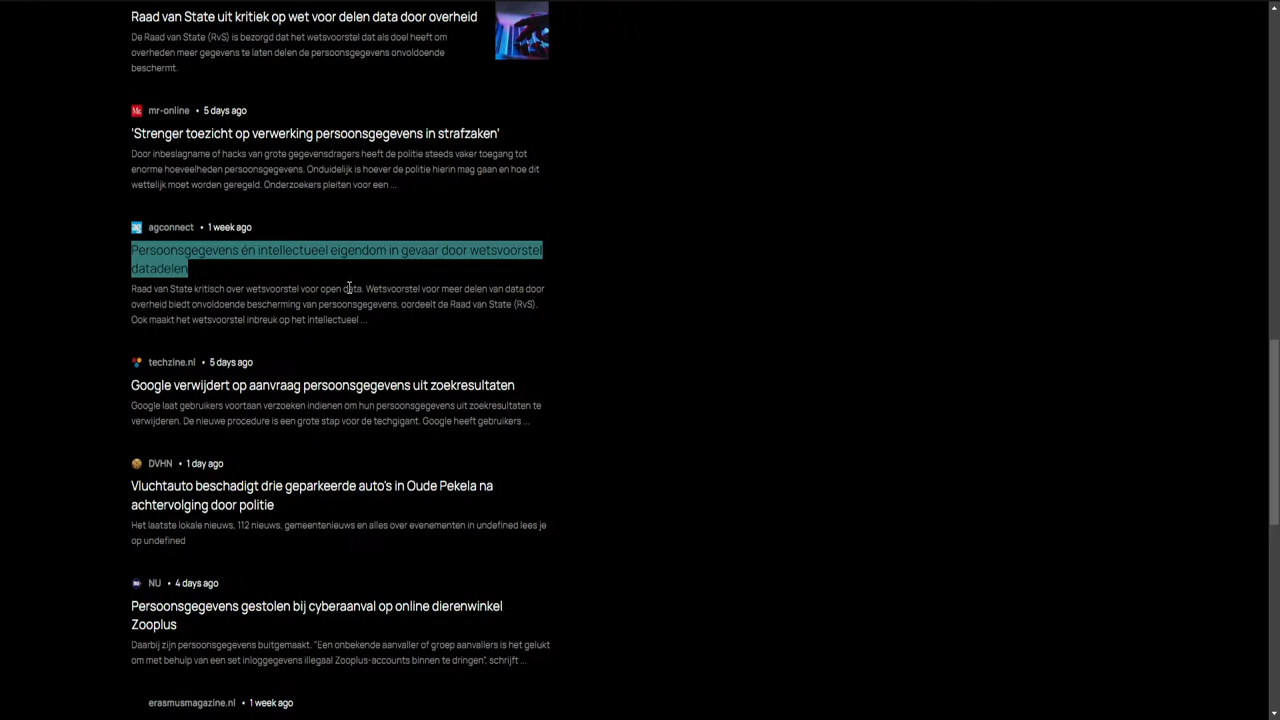 Raad van State uit kritiek op wet voor delen data door overheid
De Raad van State (RvS) is bezorgd dat het wetsvoorstel dat als doel heeft om
overheden meer gegevens te laten delen de persoonsgegevens onvoldoende
beschermt.
mr-online • 5 days ago
'Strenger toezicht op verwerking persoonsgegevens in strafzaken'
Door inbeslagname of hacks van grote gegevensdragers heeft de politie steeds vaker toegang tot
enorme hoeveelheden persoonsgegevens. Onduidelijk is hoever de politie hierin mag gaan en hoe dit
wettelijk moet worden geregeld. Onderzoekers pleiten voor een ...
agconnect • 1 week ago
Persoonsgegevens én intellectueel eigendom in gevaar door wetsvoorstel
datadelen
Raad van State kritisch over wetsvoorstel voor open data. Wetsvoorstel voor meer delen van data door
overheid biedt onvoldoende bescherming van persoonsgegevens, oordeelt de Raad van State (RvS).
Ook maakt het wetsvoorstel inbreuk op het intellectueel ...
techzine.nl • 5 days ago
Google verwijdert op aanvraag persoonsgegevens uit zoekresultaten
Google laat gebruikers voortaan verzoeken indienen om hun persoonsgegevens uit zoekresultaten te
verwijderen. De nieuwe procedure is een grote stap voor de techgigant. Google heeft gebruikers ...
DVHN • 1 day ago
Vluchtauto beschadigt drie geparkeerde auto's in Oude Pekela na
achtervolging door politie
Het laatste lokale nieuws, 112 nieuws, gemeentenieuws en alles over evenementen in undefined lees je
op undefined
NU • 4 days ago
Persoonsgegevens gestolen bij cyberaanval op online dierenwinkel
Zooplus
Daarbij zijn persoonsgegevens buitgemaakt. "Een onbekende aanvaller of groep aanvallers is het gelukt
om met behulp van een set inloggegevens illegaal Zooplus-accounts binnen te dringen", schrijft ...
erasmusmagazine.nl • 1 week ago